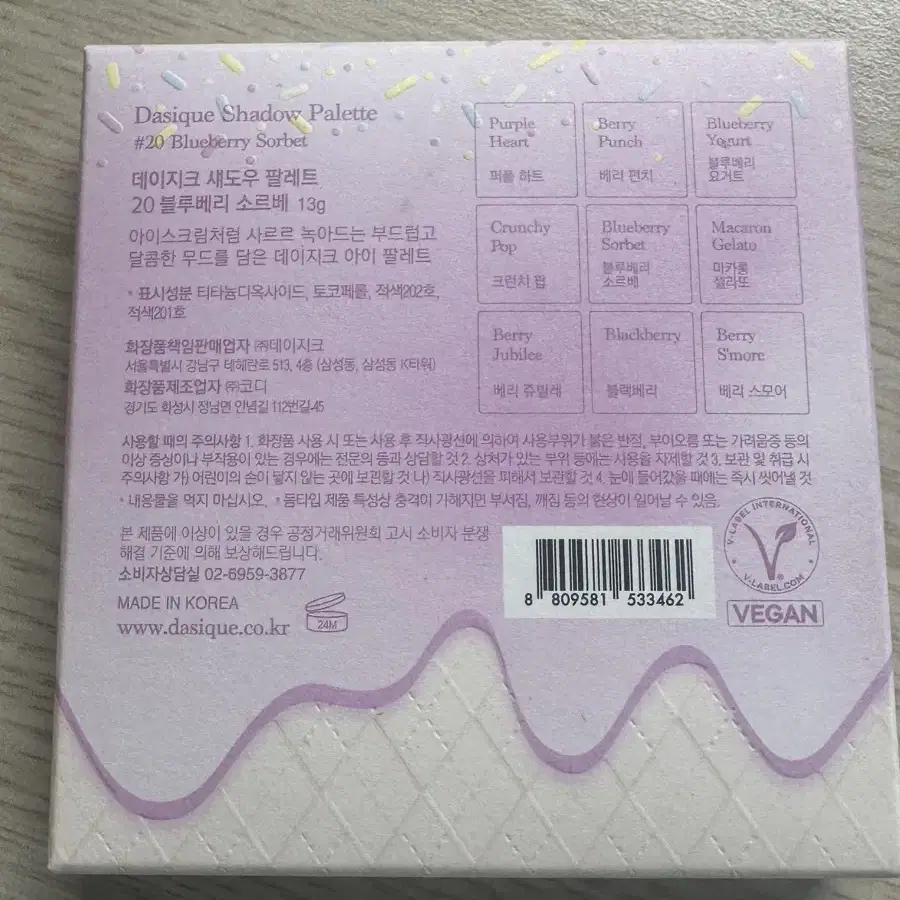 Dasique Shadow Palette
#20 Blueberry Sorbet
데이지크 섀도우 팔레트
20 블루베리 소르베 13g
아이스크림처럼 사르르 녹아드는 부드럽고
달콤한 무드를 담은 데이지크 아이 팔레트
* 표시성분 티타늄디옥사이드, 토코페롤, 적색202호,
적색201호
화장품책임판매업자 ㈜데이지크
서울특별시 강남구 테헤란로 513, 4층 (삼성동, 삼성동 K타워)
화장품제조업자 ㈜코디
경기도 화성시 정남면 만년길 112번길-45
Purple
Heart
퍼플 하트
Berry
Punch
베리 펀치
Blueberry
Yogurt
블루베리
요거트
Crunchy
Pop
크런치 팝
Blueberry
Sorbet
블루베리
소르베
Macaron
Gelato
마카롱
젤라또
Berry
Jubilee
베리 쥬빌레
Blackberry
블랙베리
Berry
S'more
베리 스모어
사용할 때의 주의사항 1. 화장품 사용 시 또는 사용 후 직사광선에 의하여 사용부위가 붉은 반점, 부어오름 또는 가려움증 등의
이상 증상이나 부작용이 있는 경우에는 전문의 등과 상담할 것 2. 상처가 있는 부위 등에는 사용을 자제할 것 3. 보관 및 취급 시
주의사항 가) 어린이의 손이 닿지 않는 곳에 보관할 것 나) 직사광선을 피해서 보관할 것 4. 눈에 들어갔을 때에는 즉시 씻어낼 것
* 내용물을 먹지 마십시오. * 돔타입 제품 특성상 충격이 가해지면 부서짐, 깨짐 등의 현상이 일어날 수 있음.
본 제품에 이상이 있을 경우 공정거래위원회 고시 소비자 분쟁
해결 기준에 의해 보상해드립니다.
소비자상담실 02-6959-3877
MADE IN KOREA
www.dasique.co.kr
24M
8 809581 533462
V-LABEL INTERNATIONAL
V-LABEL.COM
VEGAN